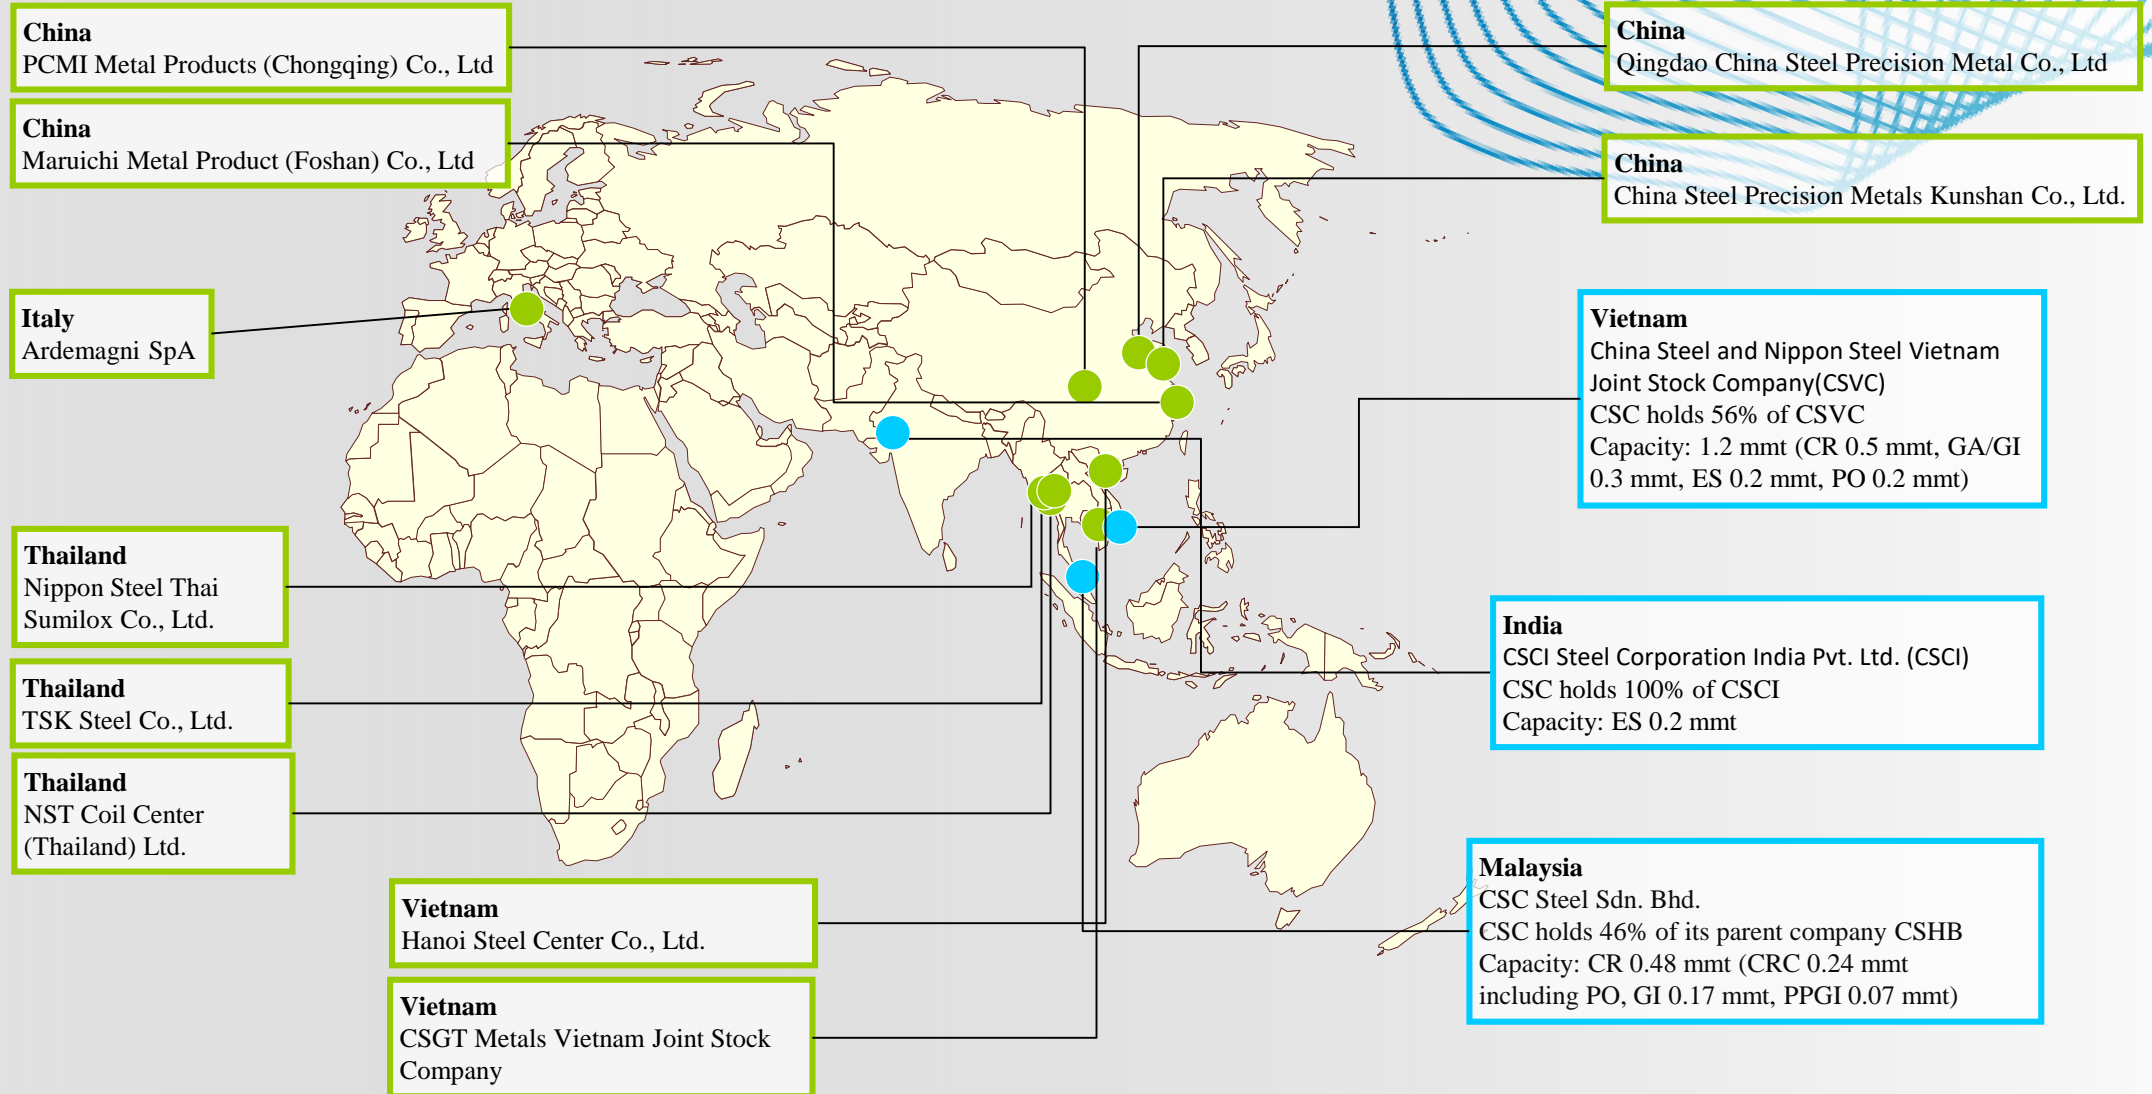 China
PCMI Metal Products (Chongqing) Co., Ltd
China
Maruichi Metal Product (Foshan) Co., Ltd
Italy
Ardemagni SpA
Thailand
Nippon Steel Thai
Sumilox Co., Ltd.
Thailand
TSK Steel Co., Ltd.
Thailand
NST Coil Center
(Thailand) Ltd.
Vietnam
Hanoi Steel Center Co., Ltd.
Vietnam
CSGT Metals Vietnam Joint Stock
Company
China
Qingdao China Steel Precision Metal Co., Ltd
China
China Steel Precision Metals Kunshan Co., Ltd.
Vietnam
China Steel and Nippon Steel Vietnam
Joint Stock Company(CSVC)
CSC holds 56% of CSVC
Capacity: 1.2 mmt (CR 0.5 mmt, GA/GI
0.3 mmt, ES 0.2 mmt, PO 0.2 mmt)
India
CSCI Steel Corporation India Pvt. Ltd. (CSCI)
CSC holds 100% of CSCI
Capacity: ES 0.2 mmt
Malaysia
CSC Steel Sdn. Bhd.
CSC holds 46% of its parent company CSHB
Capacity: CR 0.48 mmt (CRC 0.24 mmt
including PO, GI 0.17 mmt, PPGI 0.07 mmt)